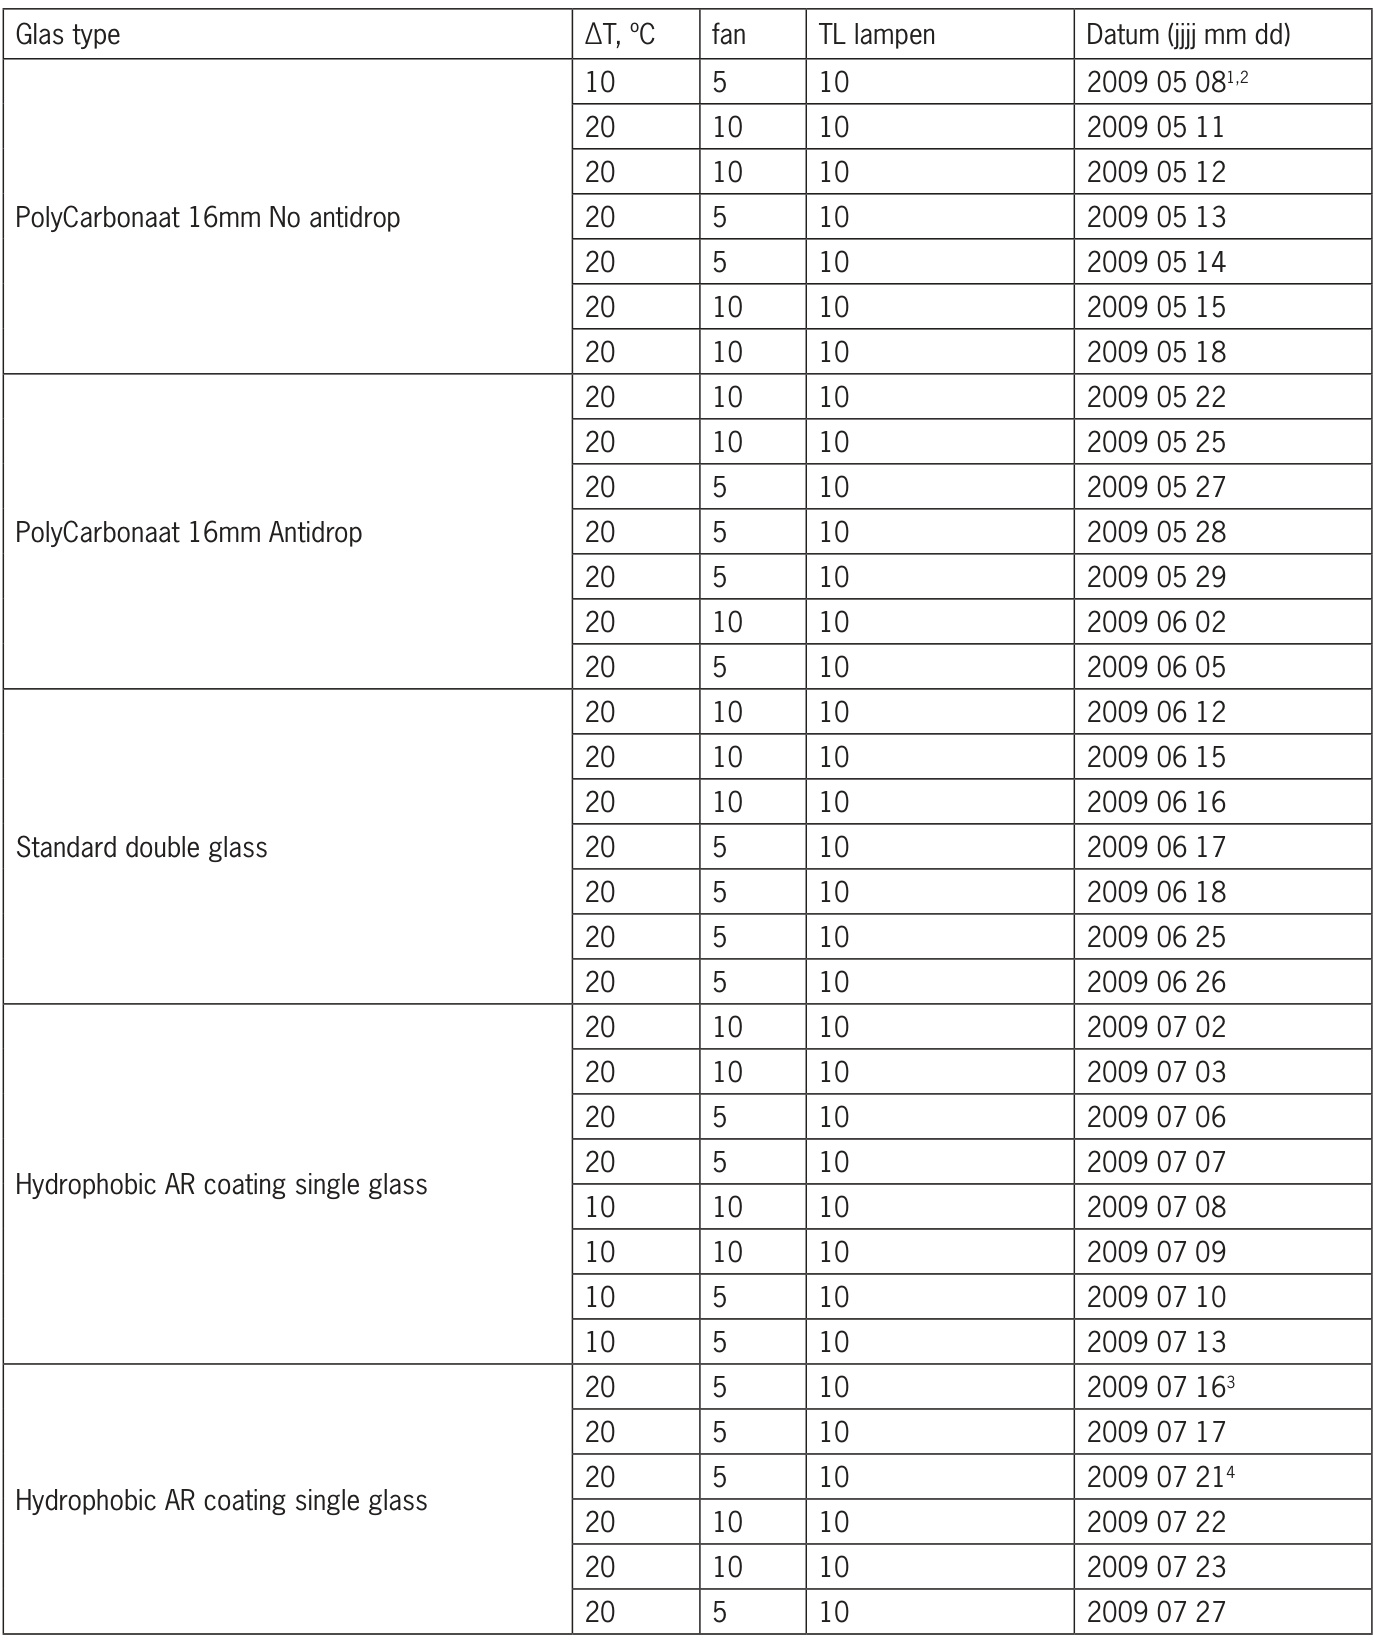 Glas type ΔT, ºC fan TL lampen Datum (jjjj mm dd)
10 5 10 2009 05 08¹,²
20 10 10 2009 05 11
20 10 10 2009 05 12
PolyCarbonaat 16mm No antidrop 20 5 10 2009 05 13
20 5 10 2009 05 14
20 10 10 2009 05 15
20 10 10 2009 05 18
20 10 10 2009 05 22
20 10 10 2009 05 25
20 5 10 2009 05 27
PolyCarbonaat 16mm Antidrop 20 5 10 2009 05 28
20 5 10 2009 05 29
20 10 10 2009 06 02
20 5 10 2009 06 05
20 10 10 2009 06 12
20 10 10 2009 06 15
20 10 10 2009 06 16
Standard double glass 20 5 10 2009 06 17
20 5 10 2009 06 18
20 5 10 2009 06 25
20 5 10 2009 06 26
20 10 10 2009 07 02
20 10 10 2009 07 03
20 5 10 2009 07 06
20 5 10 2009 07 07
Hydrophobic AR coating single glass
10 10 10 2009 07 08
10 10 10 2009 07 09
10 5 10 2009 07 10
10 5 10 2009 07 13
20 5 10 2009 07 16³
20 5 10 2009 07 17
20 5 10 2009 07 21⁴
Hydrophobic AR coating single glass
20 10 10 2009 07 22
20 10 10 2009 07 23
20 5 10 2009 07 27